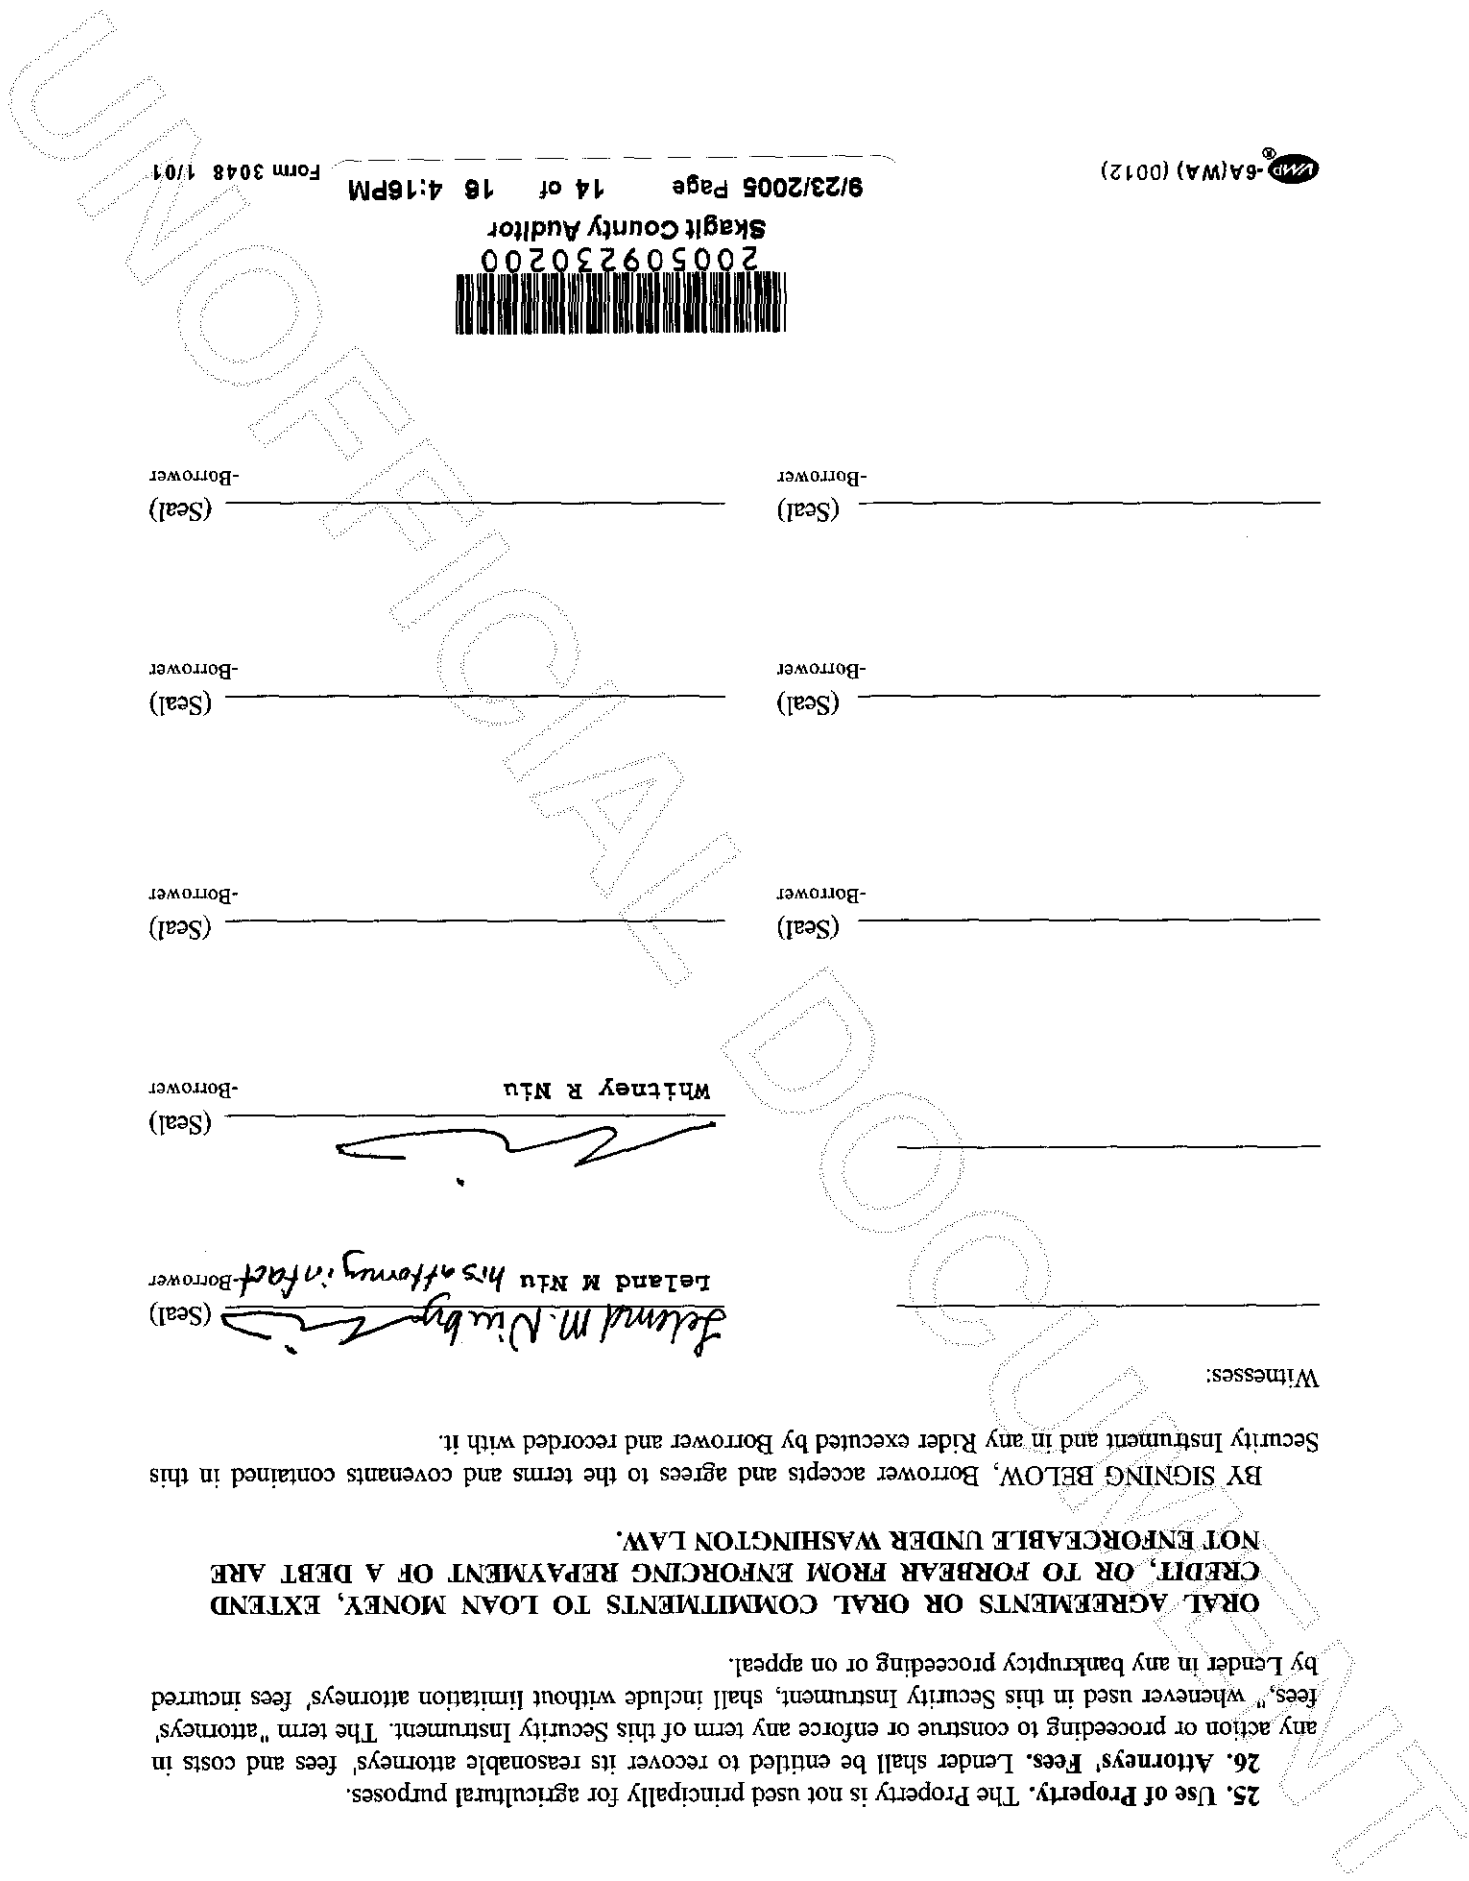 25. Use of Property. The Property is not used principally for agricultural purposes.
26. Attorneys' Fees. Lender shall be entitled to recover its reasonable attorneys' fees and costs in
any action or proceeding to construe or enforce any term of this Security Instrument. The term "attorneys'
fees," whenever used in this Security Instrument, shall include without limitation attorneys' fees incurred
by Lender in any bankruptcy proceeding or on appeal.
ORAL AGREEMENTS OR ORAL COMMITMENTS TO LOAN MONEY, EXTEND
CREDIT, OR TO FORBEAR FROM ENFORCING REPAYMENT OF A DEBT ARE
NOT ENFORCEABLE UNDER WASHINGTON LAW.
BY SIGNING BELOW, Borrower accepts and agrees to the terms and covenants contained in this
Security Instrument and in any Rider executed by Borrower and recorded with it.
Witnesses:
Leland M. Niu by (Seal)
Leland M Niu his attorney in fact -Borrower
(Seal)
Whitney R Niu -Borrower
(Seal) (Seal)
-Borrower -Borrower
(Seal) (Seal)
-Borrower -Borrower
(Seal) (Seal)
-Borrower -Borrower
200509230200
Skagit County Auditor
9/23/2005 Page 14 of 16 4:16PM
VMP®-6A(WA) (0012) Form 3048 1/01
UNOFFICIAL DOCUMENT